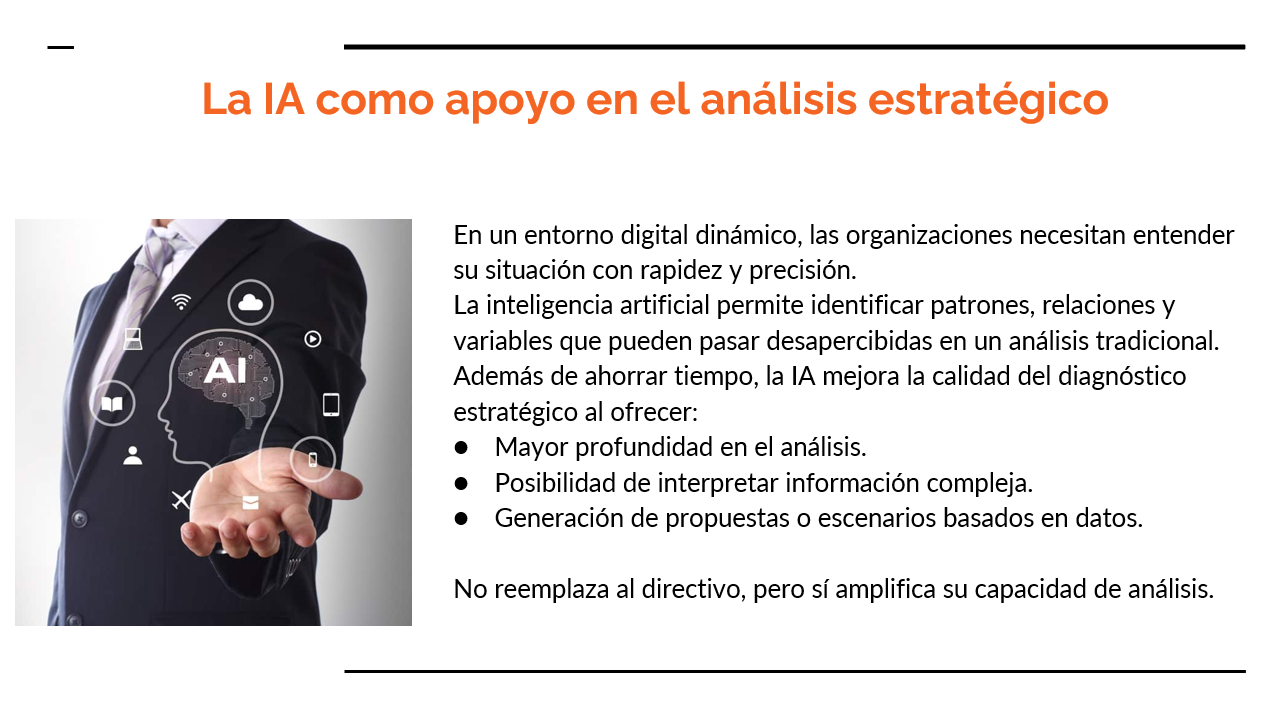 La IA como apoyo en el análisis estratégico
AI
En un entorno digital dinámico, las organizaciones necesitan entender
su situación con rapidez y precisión.
La inteligencia artificial permite identificar patrones, relaciones y
variables que pueden pasar desapercibidas en un análisis tradicional.
Además de ahorrar tiempo, la IA mejora la calidad del diagnóstico
estratégico al ofrecer:
● Mayor profundidad en el análisis.
● Posibilidad de interpretar información compleja.
● Generación de propuestas o escenarios basados en datos.
No reemplaza al directivo, pero sí amplifica su capacidad de análisis.